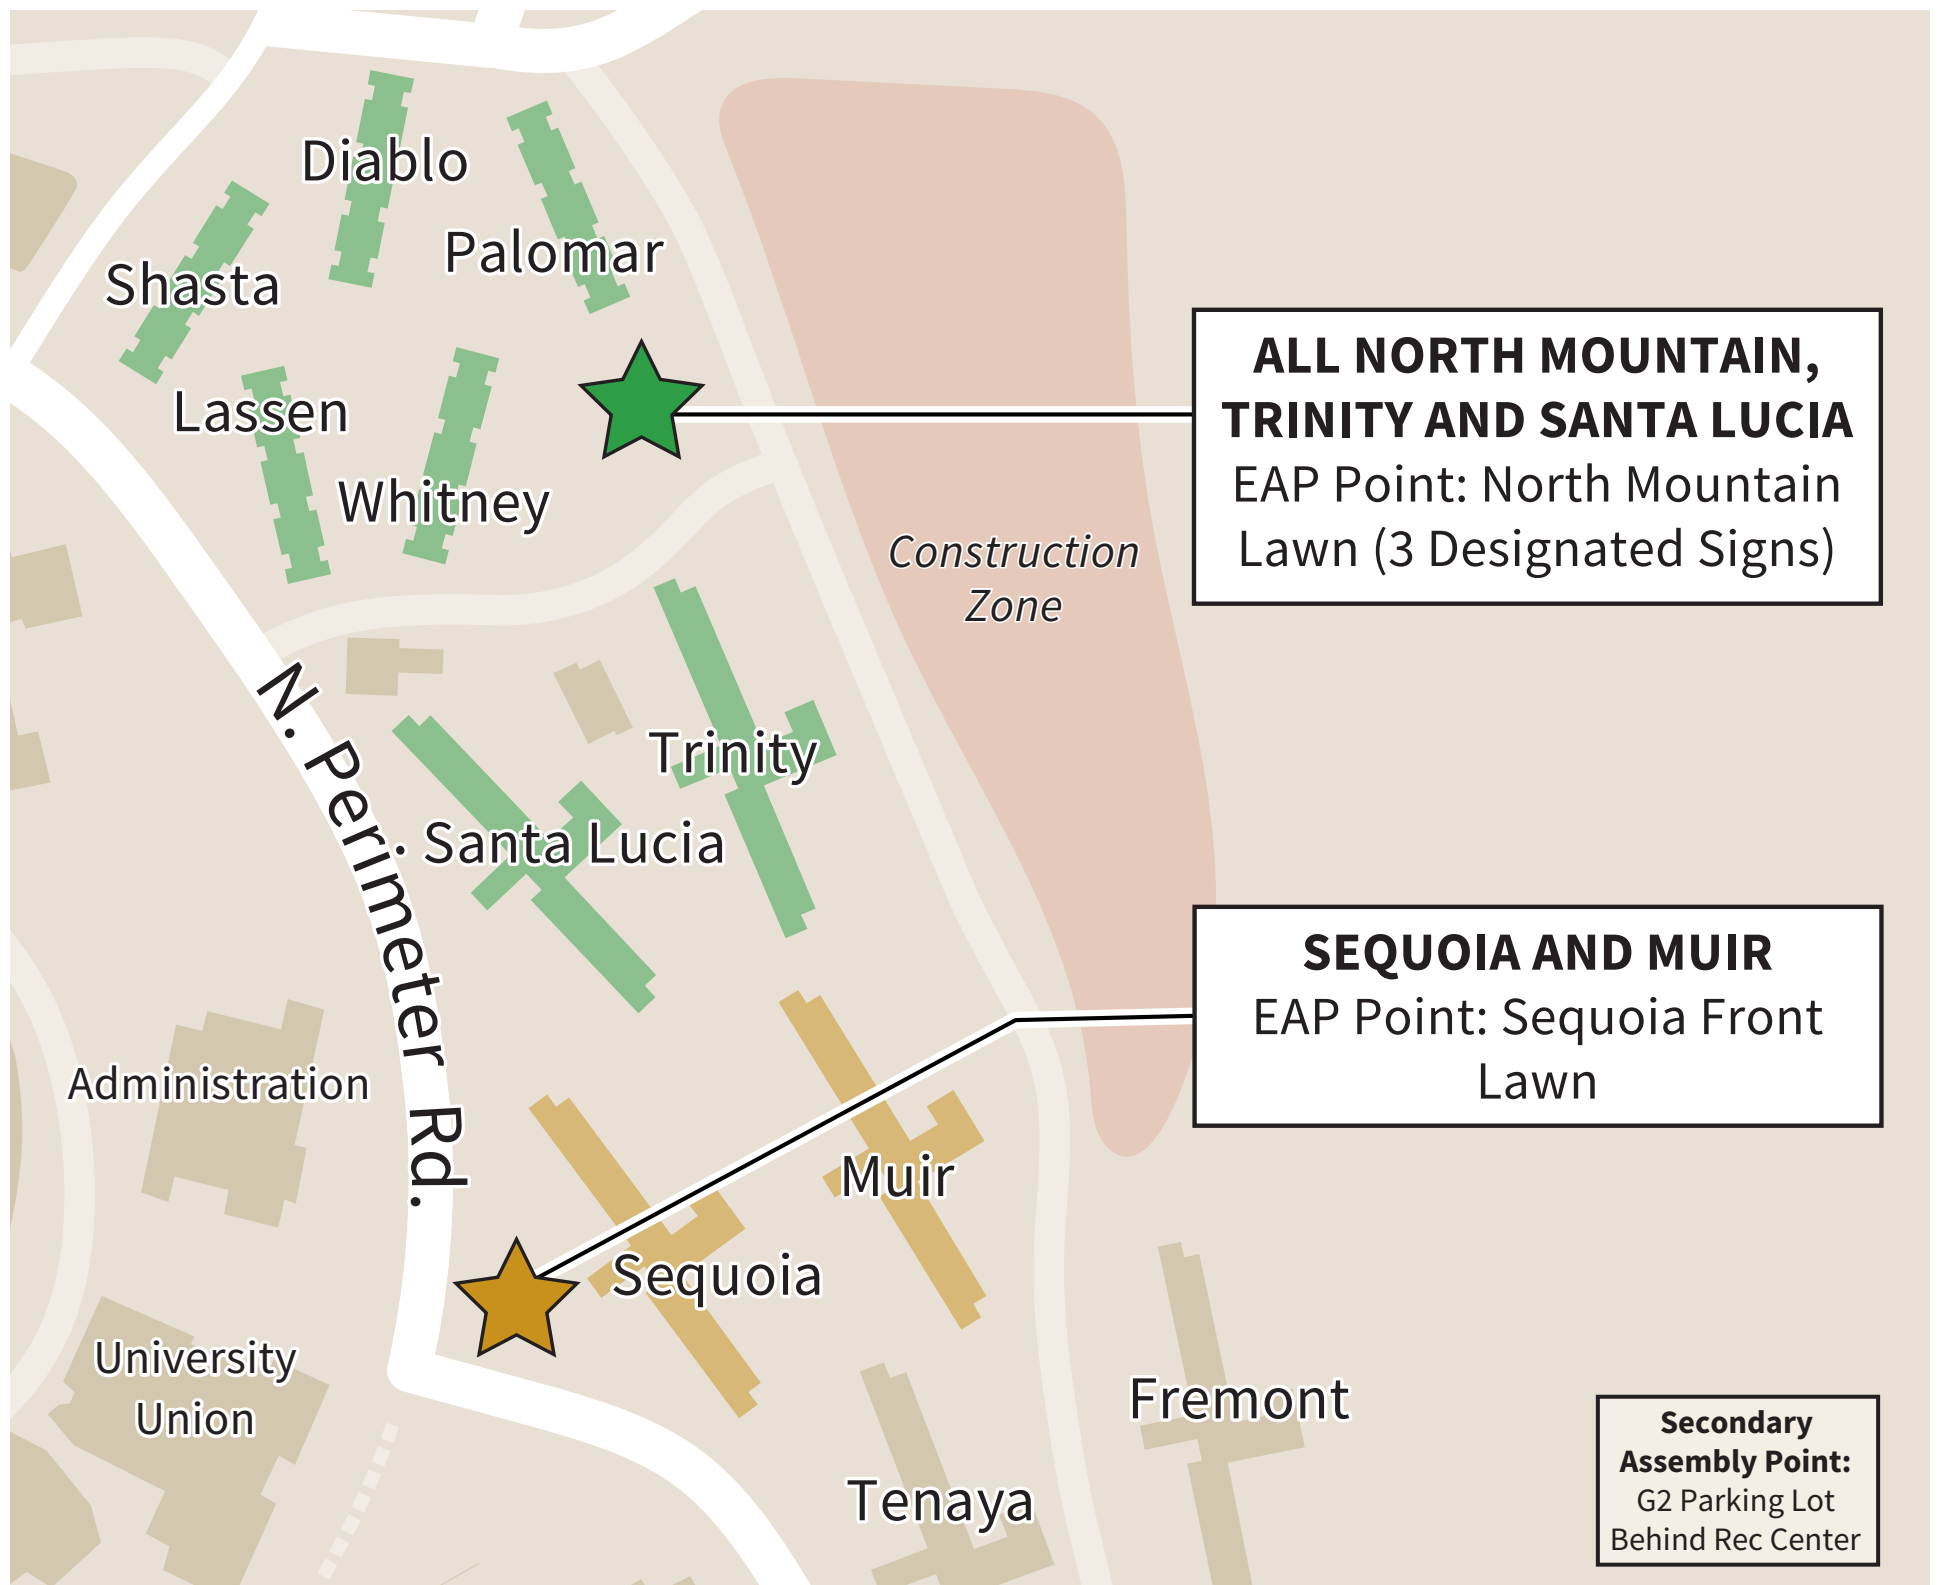 Diablo
Palomar
Shasta
Lassen
Whitney
ALL NORTH MOUNTAIN,
TRINITY AND SANTA LUCIA
EAP Point: North Mountain
Lawn (3 Designated Signs)
Construction
Zone
N. Perimeter Rd.
Trinity
Santa Lucia
SEQUOIA AND MUIR
EAP Point: Sequoia Front
Lawn
Administration
Muir
Sequoia
University
Union
Fremont
Tenaya
Secondary
Assembly Point:
G2 Parking Lot
Behind Rec Center